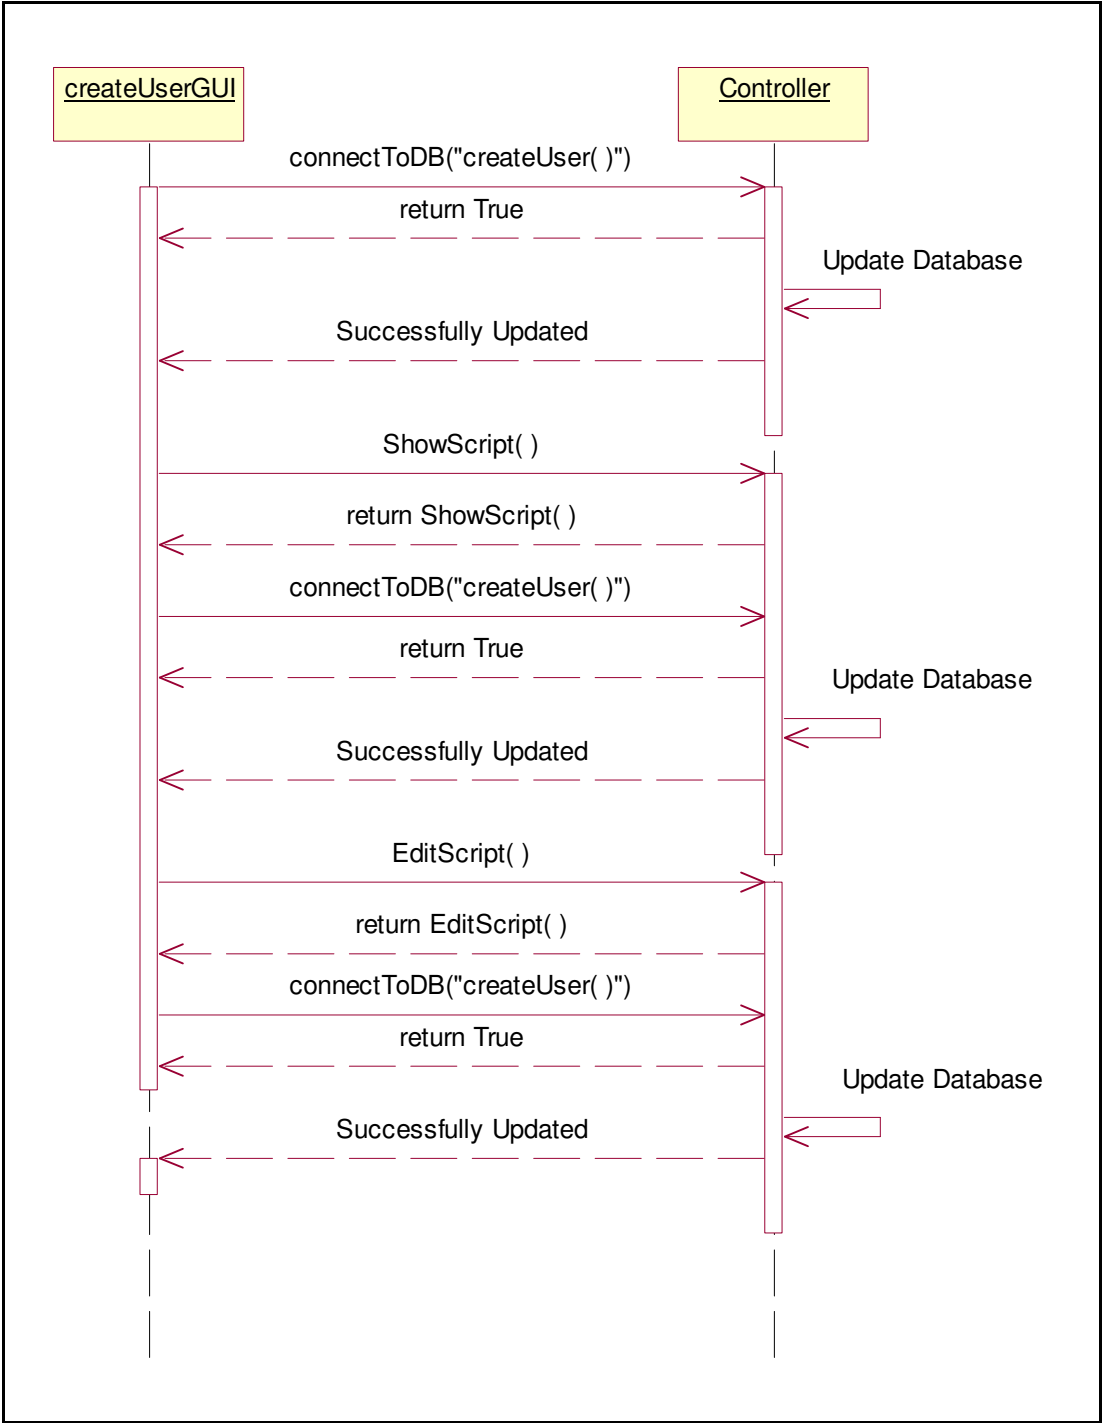 createUserGUI
Controller
connectToDB("createUser( )")
return True
Update Database
Successfully Updated
ShowScript( )
return ShowScript( )
connectToDB("createUser( )")
return True
Update Database
Successfully Updated
EditScript( )
return EditScript( )
connectToDB("createUser( )")
return True
Update Database
Successfully Updated